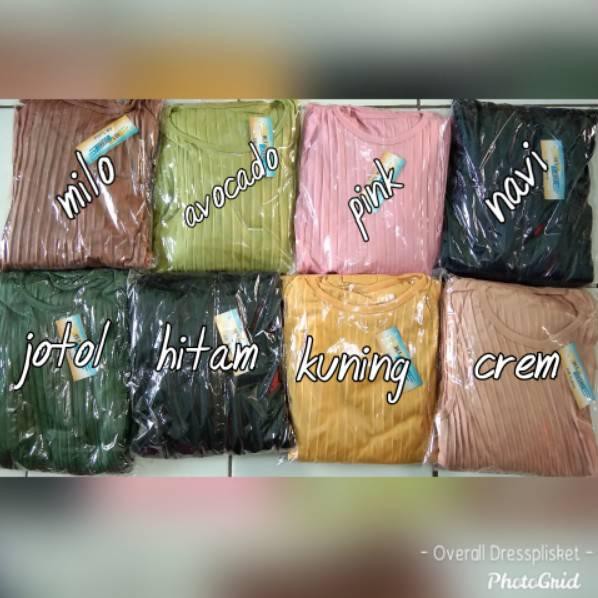 milo
avocado
pink
navi
jotol
hitam
kuning
crem
- Overall Dressplisket -
PhotoGrid